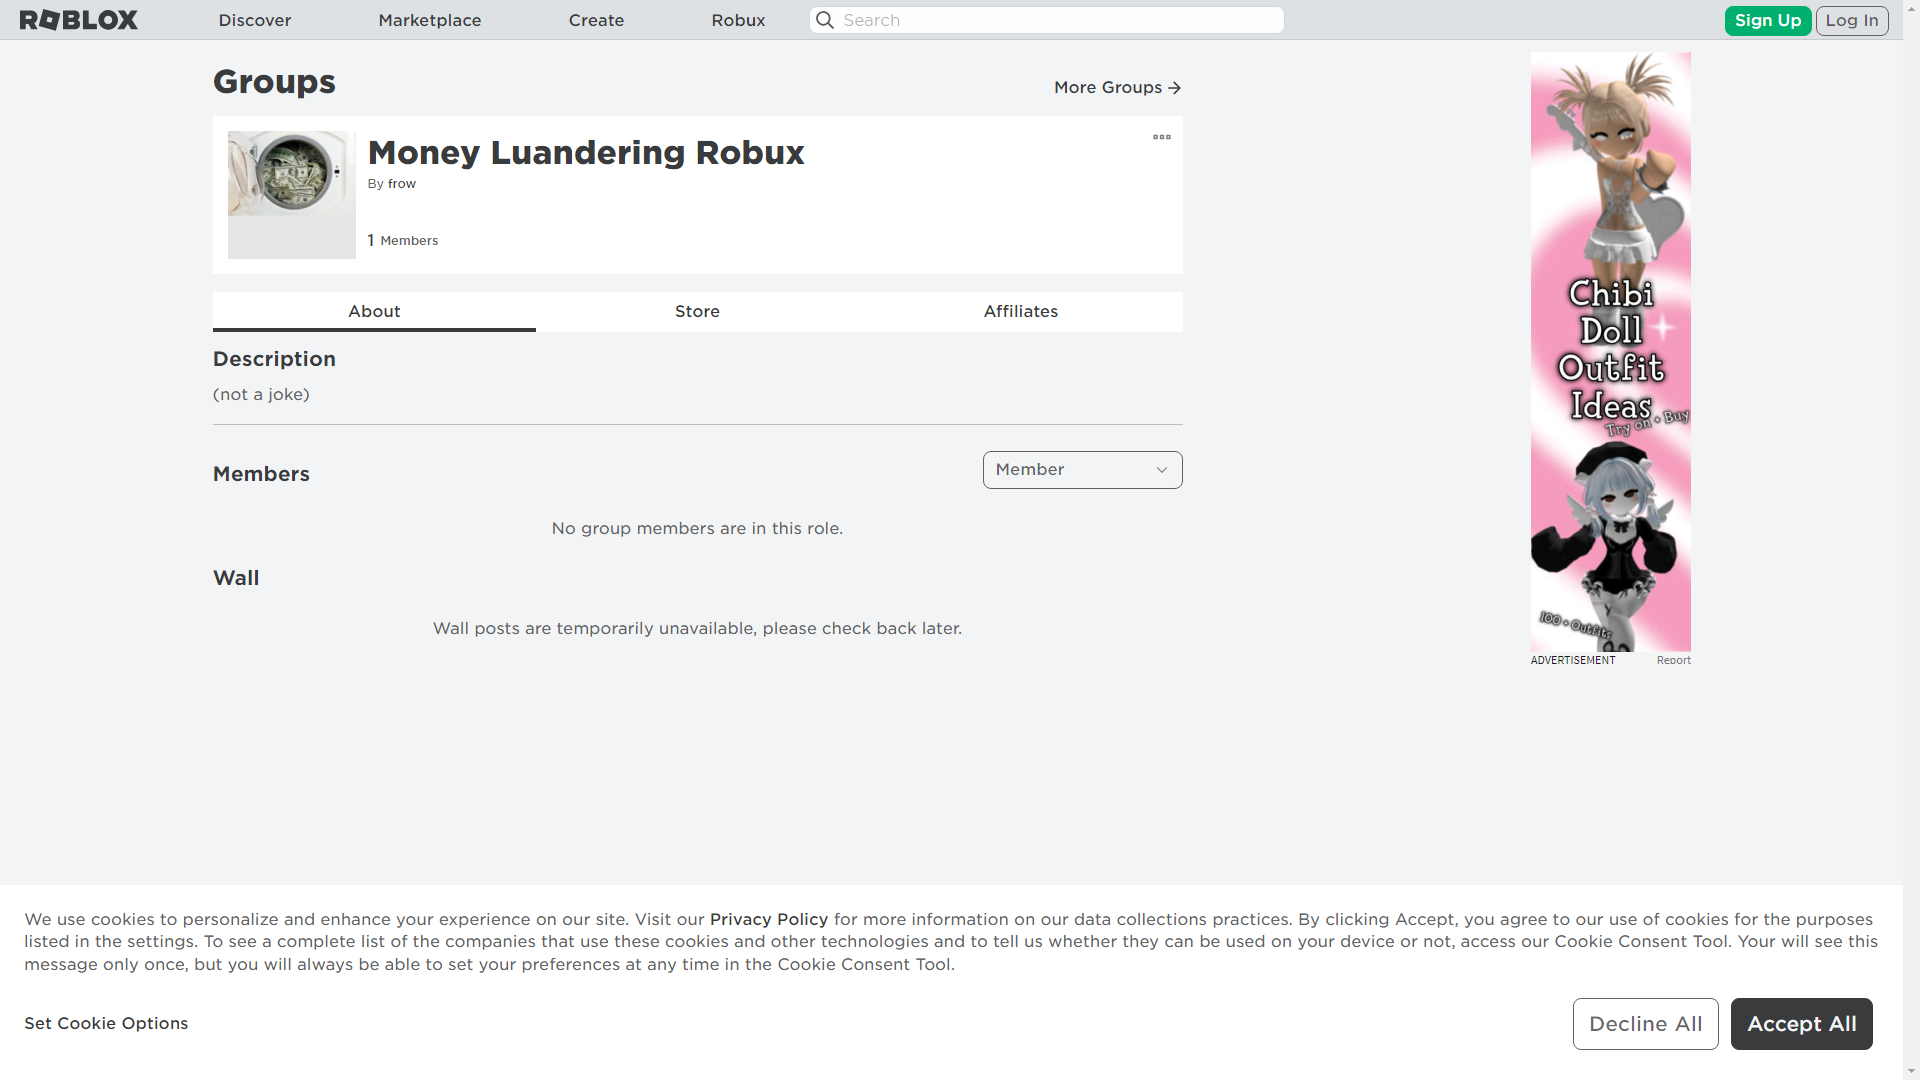 ROBLOX
Discover
Marketplace
Create
Robux
Search
Sign Up
Log In
Groups
More Groups
Money Luandering Robux
By frow
1 Members
About
Store
Affiliates
Description
(not a joke)
Members
Member
No group members are in this role.
Wall
Wall posts are temporarily unavailable, please check back later.
Chibi
Doll
Outfit
Ideas
Try on + Buy
100 + Outfits
ADVERTISEMENT
Report
We use cookies to personalize and enhance your experience on our site. Visit our Privacy Policy for more information on our data collections practices. By clicking Accept, you agree to our use of cookies for the purposes
listed in the settings. To see a complete list of the companies that use these cookies and other technologies and to tell us whether they can be used on your device or not, access our Cookie Consent Tool. Your will see this
message only once, but you will always be able to set your preferences at any time in the Cookie Consent Tool.
Set Cookie Options
Decline All
Accept All